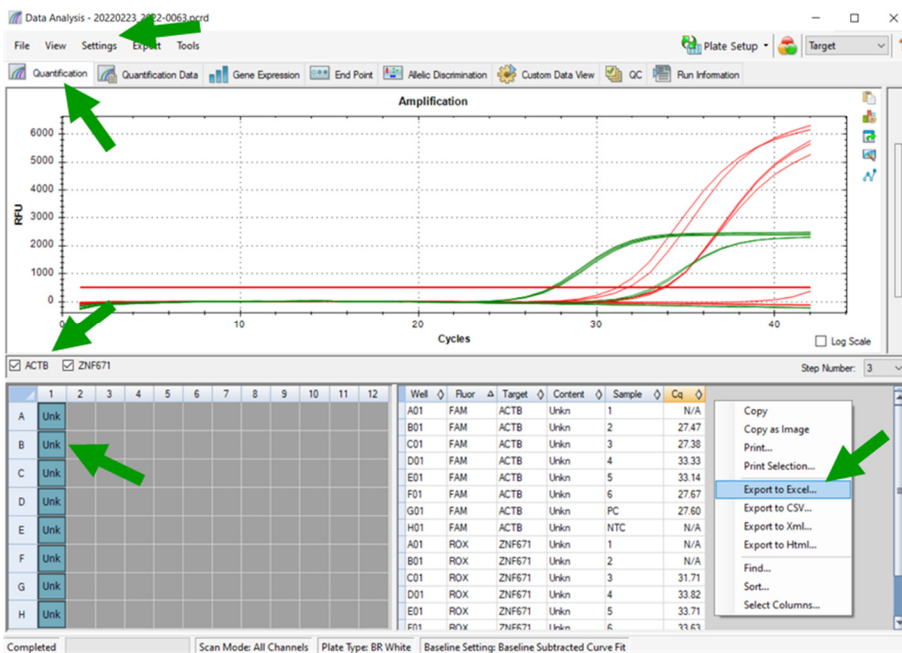 Data Analysis - 20220223_2022-0063.pcrd
File View Settings Export Tools Plate Setup Target
Quantification Quantification Data Gene Expression End Point Allelic Discrimination Custom Data View QC Run Information
Amplification
6000
5000
4000
3000
2000
1000
0
RFU
0 10 20 30 40
Cycles
Log Scale
ACTB ZNF671 Step Number: 3
1 2 3 4 5 6 7 8 9 10 11 12
A Unk
B Unk
C Unk
D Unk
E Unk
F Unk
G Unk
H Unk
Well Fluor Target Content Sample Cq
A01 FAM ACTB Unkn 1 N/A
B01 FAM ACTB Unkn 2 27.47
C01 FAM ACTB Unkn 3 27.38
D01 FAM ACTB Unkn 4 33.33
E01 FAM ACTB Unkn 5 33.14
F01 FAM ACTB Unkn 6 27.67
G01 FAM ACTB Unkn PC 27.60
H01 FAM ACTB Unkn NTC N/A
A01 ROX ZNF671 Unkn 1 N/A
B01 ROX ZNF671 Unkn 2 N/A
C01 ROX ZNF671 Unkn 3 31.71
D01 ROX ZNF671 Unkn 4 33.82
E01 ROX ZNF671 Unkn 5 33.71
F01 ROX ZNF671 Unkn 6 33.63
Copy
Copy as Image
Print...
Print Selection...
Export to Excel...
Export to CSV...
Export to Xml...
Export to Html...
Find...
Sort...
Select Columns...
Completed Scan Mode: All Channels Plate Type: BR White Baseline Setting: Baseline Subtracted Curve Fit